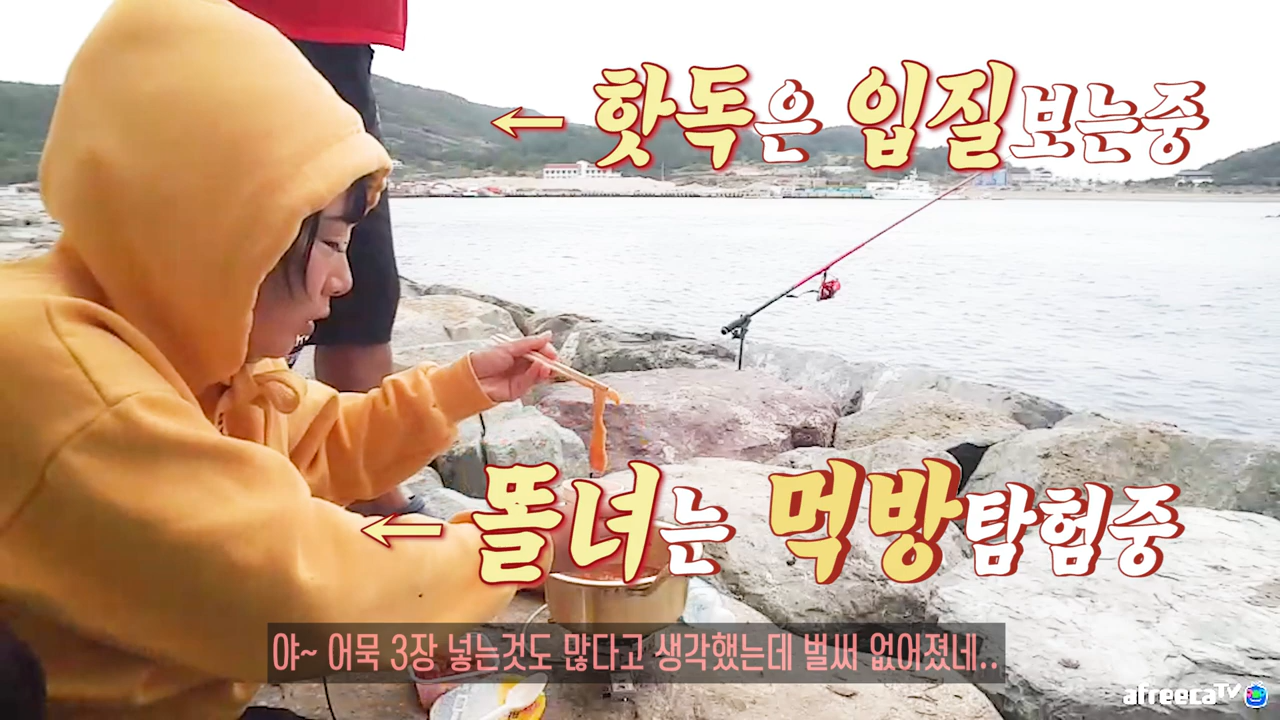 ← 핫독은 입질보는중
← 똘녀는 먹방탐험중
야~ 어묵 3장 넣는것도 많다고 생각했는데 벌써 없어졌네..
afreecaTV